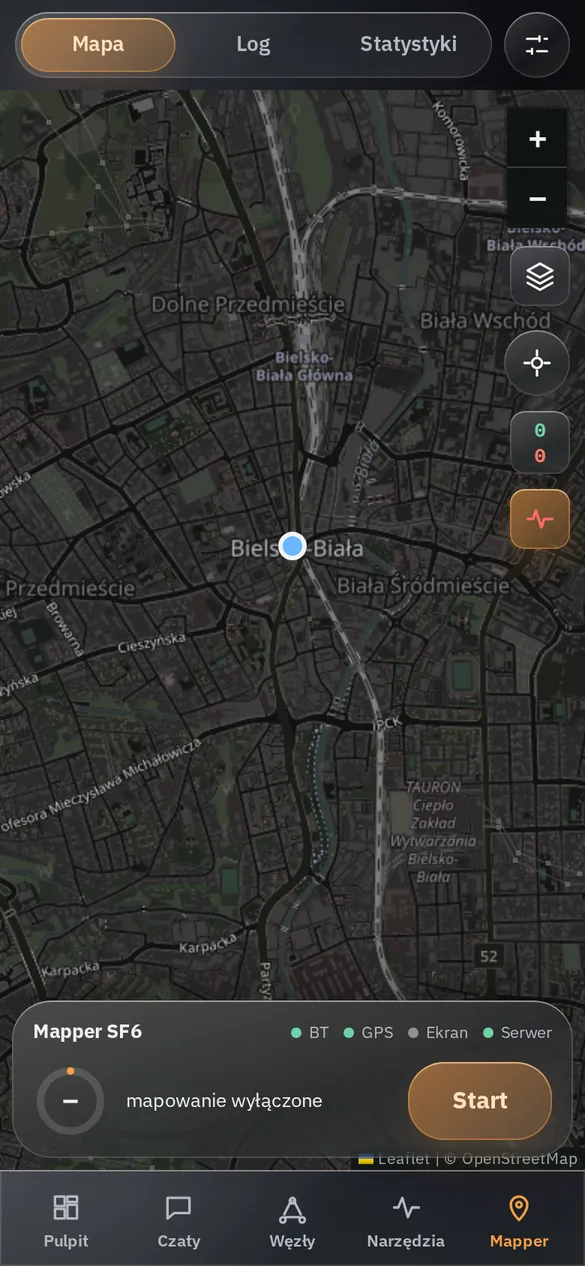 Mapa
Log
Statystyki
Komorowicka
+
−
Bielsko-
Biała Wschód
Dolne Przedmieście
Biała Wschód
Bielsko-
Biała Główna
Biała
0
0
Biała Śródmieście
Przedmieście
Browarna
Cieszyńska
PCK
ofesora Mieczysława Michałowicza
TAURON
Ciepło
Zakład
Wytwarzania
Bielsko-
Biała
Karpacka
Karpacka
52
Mapper SF6
BT
GPS
Ekran
Serwer
–
mapowanie wyłączone
Start
Leaflet | © OpenStreetMap
Pulpit
Czaty
Węzły
Narzędzia
Mapper